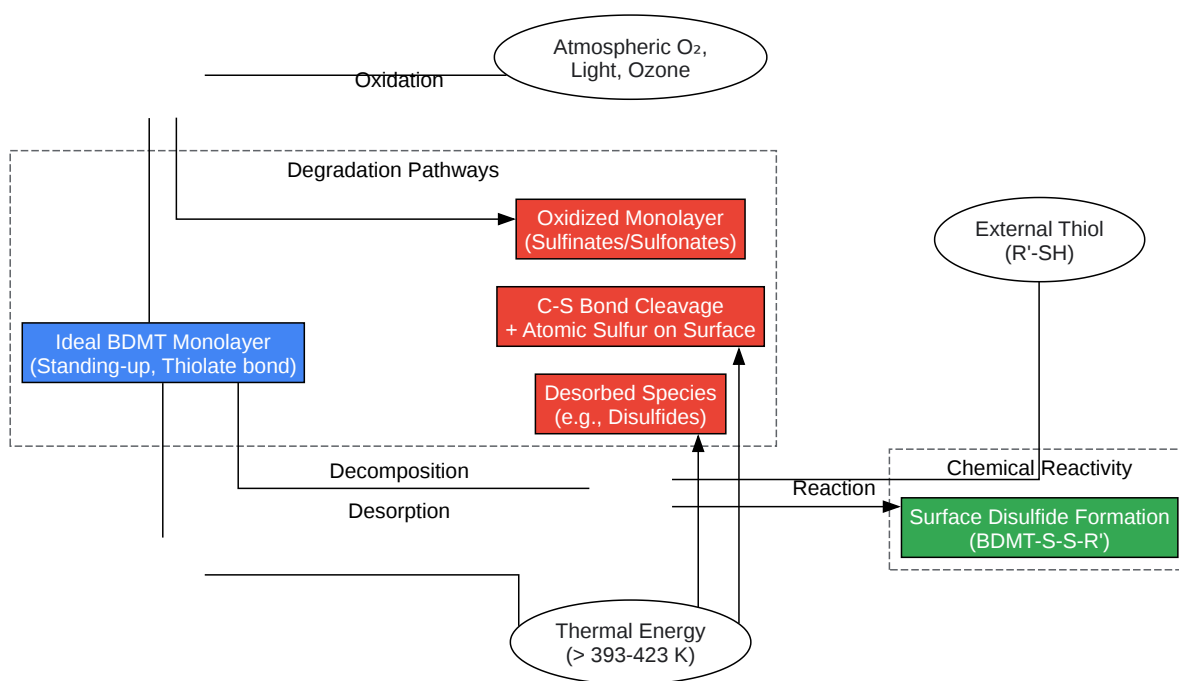 Atmospheric O₂,
Light, Ozone
Oxidation
Degradation Pathways
Oxidized Monolayer
(Sulfinates/Sulfonates)
External Thiol
(R'-SH)
C-S Bond Cleavage
+ Atomic Sulfur on Surface
Ideal BDMT Monolayer
(Standing-up, Thiolate bond)
Desorbed Species
(e.g., Disulfides)
Decomposition
Chemical Reactivity
Reaction
Desorption
Surface Disulfide Formation
(BDMT-S-S-R')
Thermal Energy
(> 393-423 K)